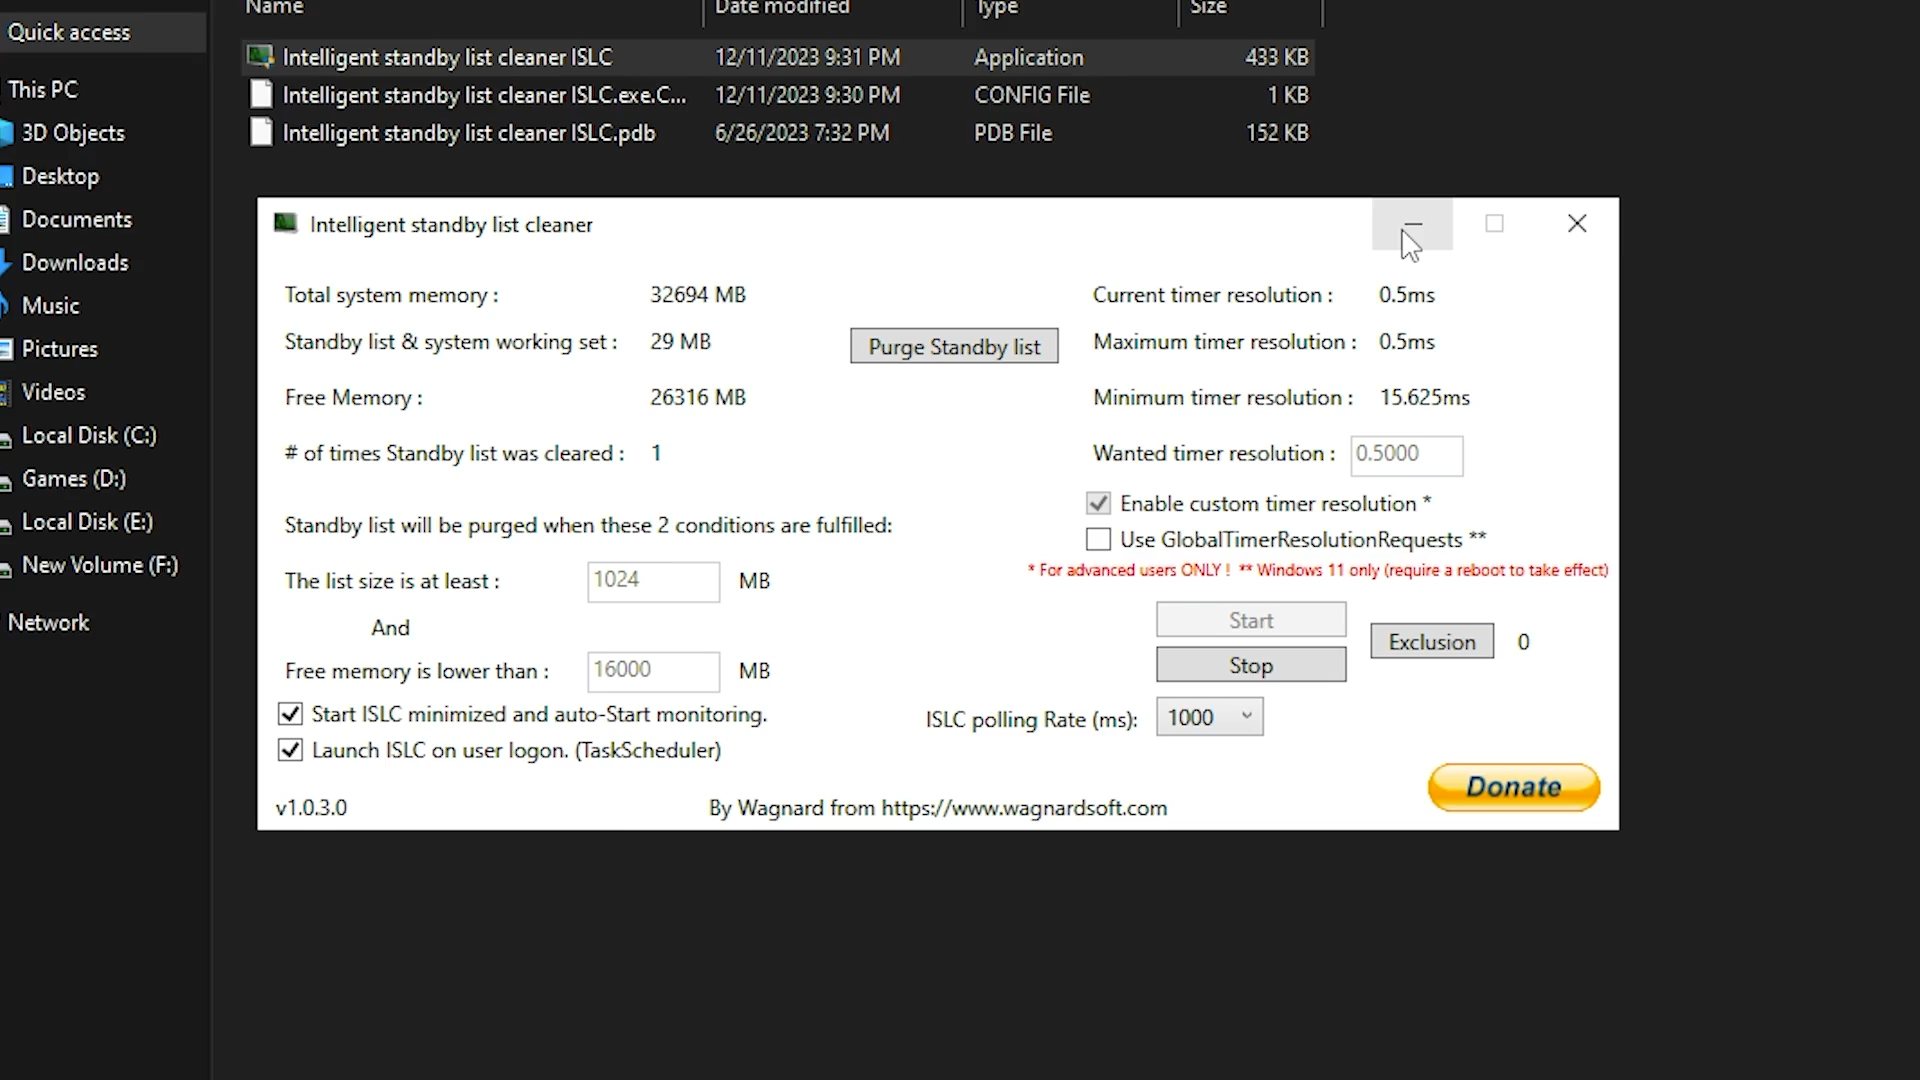 Name Date modified Type Size
Quick access
Intelligent standby list cleaner ISLC 12/11/2023 9:31 PM Application 433 KB
This PC
Intelligent standby list cleaner ISLC.exe.C... 12/11/2023 9:30 PM CONFIG File 1 KB
3D Objects
Intelligent standby list cleaner ISLC.pdb 6/26/2023 7:32 PM PDB File 152 KB
Desktop
Documents
Downloads
Music
Pictures
Videos
Local Disk (C:)
Games (D:)
Local Disk (E:)
New Volume (F:)
Network
Intelligent standby list cleaner
Total system memory : 32694 MB
Standby list & system working set : 29 MB
Purge Standby list
Free Memory : 26316 MB
# of times Standby list was cleared : 1
Standby list will be purged when these 2 conditions are fulfilled:
The list size is at least : 1024 MB
And
Free memory is lower than : 16000 MB
Start ISLC minimized and auto-Start monitoring.
Launch ISLC on user logon. (TaskScheduler)
Current timer resolution : 0.5ms
Maximum timer resolution : 0.5ms
Minimum timer resolution : 15.625ms
Wanted timer resolution : 0.5000
Enable custom timer resolution *
Use GlobalTimerResolutionRequests **
* For advanced users ONLY ! ** Windows 11 only (require a reboot to take effect)
Start
Stop
Exclusion 0
ISLC polling Rate (ms): 1000
Donate
v1.0.3.0
By Wagnard from https://www.wagnardsoft.com